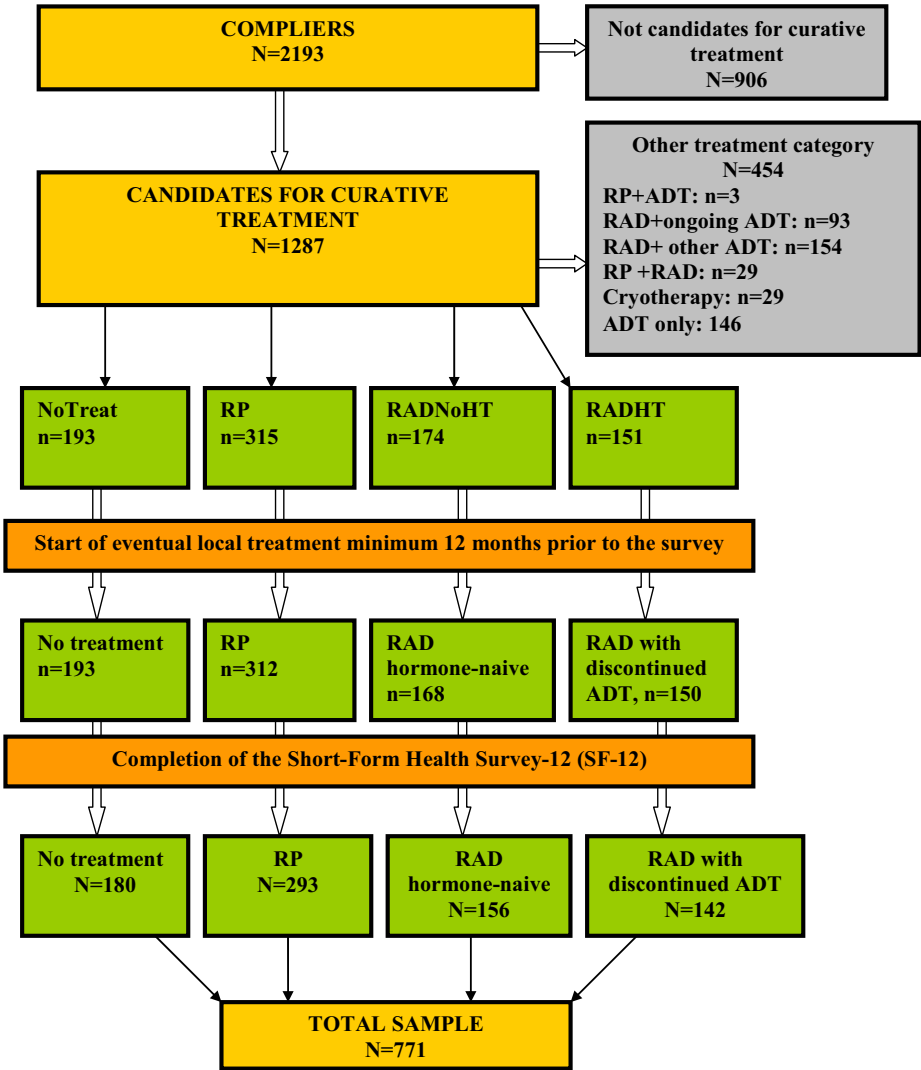 COMPLIERS
N=2193
Not candidates for curative
treatment
N=906
Other treatment category
N=454
RP+ADT: n=3
RAD+ongoing ADT: n=93
RAD+ other ADT: n=154
RP +RAD: n=29
Cryotherapy: n=29
ADT only: 146
CANDIDATES FOR CURATIVE
TREATMENT
N=1287
NoTreat
n=193
RP
n=315
RADNoHT
n=174
RADHT
n=151
Start of eventual local treatment minimum 12 months prior to the survey
No treatment
n=193
RP
n=312
RAD
hormone-naive
n=168
RAD with
discontinued
ADT, n=150
Completion of the Short-Form Health Survey-12 (SF-12)
No treatment
N=180
RP
N=293
RAD
hormone-naive
N=156
RAD with
discontinued ADT
N=142
TOTAL SAMPLE
N=771